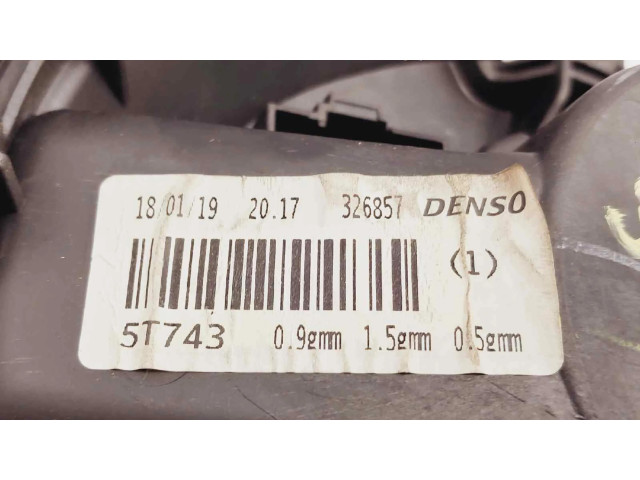 18/01/19 20.17 326857 DENSO
(1)
5T743 0.9gmm 1.5gmm 0.5gmm